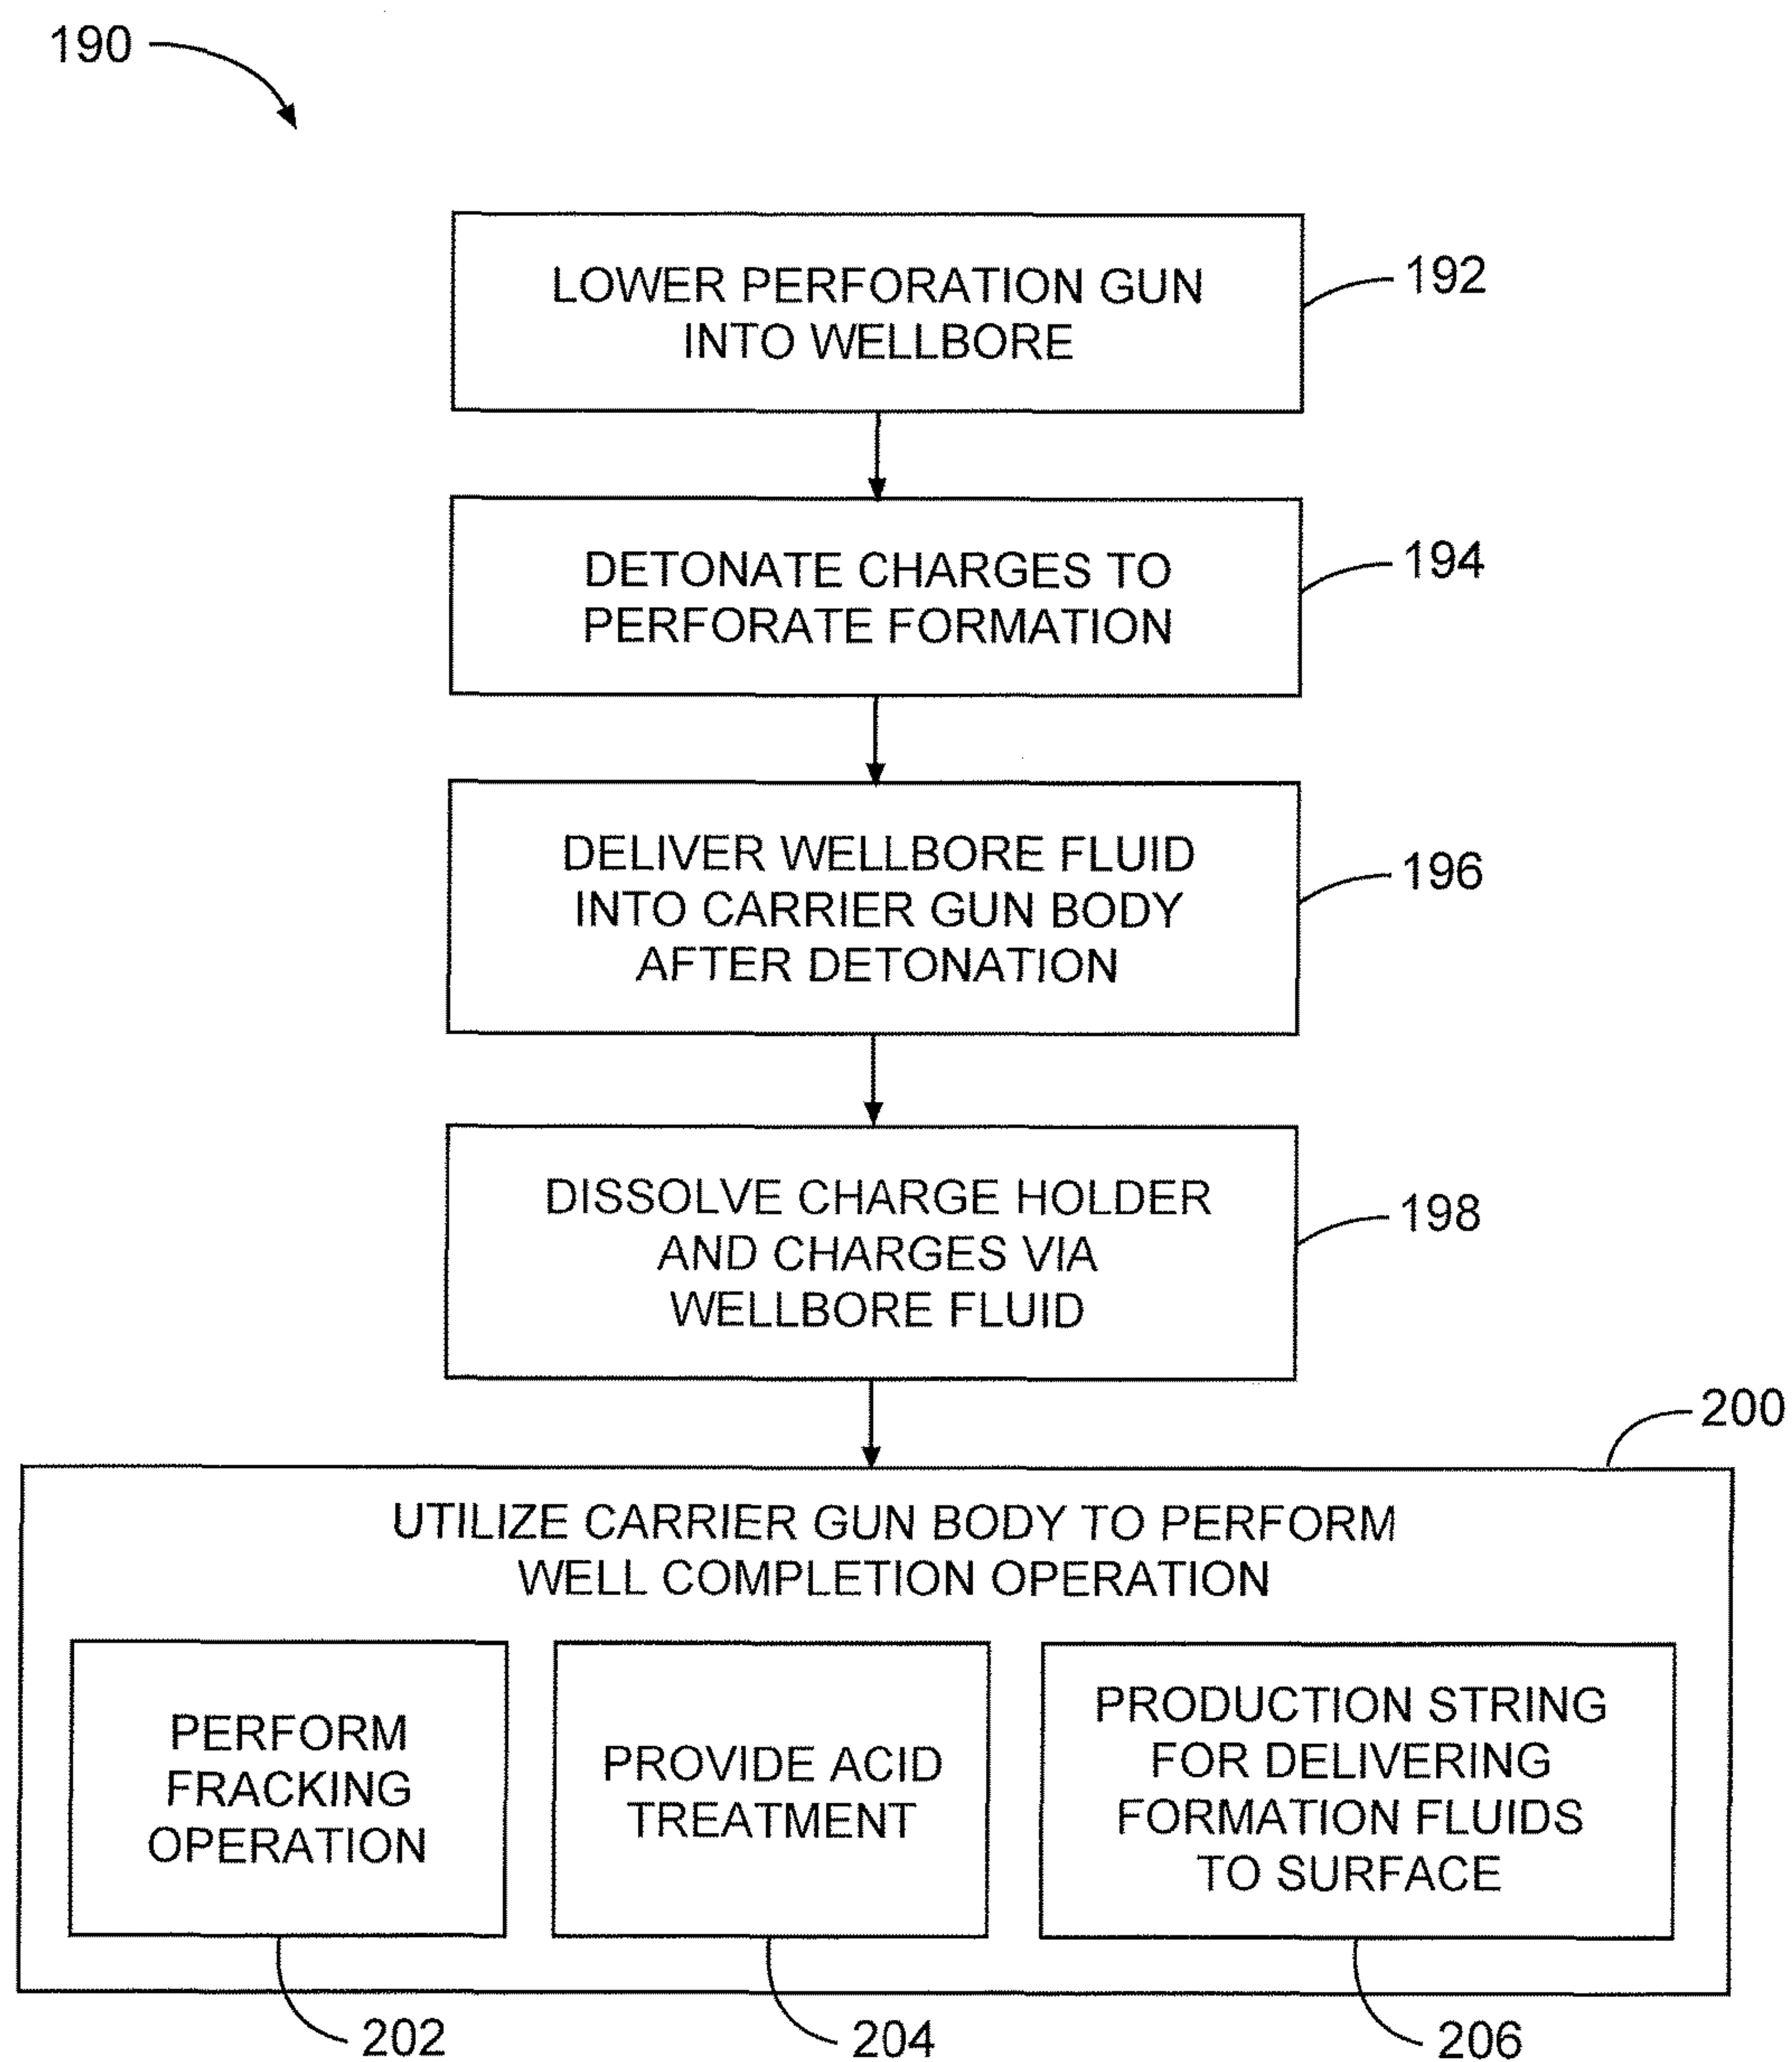 190
LOWER PERFORATION GUN
INTO WELLBORE
192
DETONATE CHARGES TO
PERFORATE FORMATION
194
DELIVER WELLBORE FLUID
INTO CARRIER GUN BODY
AFTER DETONATION
196
DISSOLVE CHARGE HOLDER
AND CHARGES VIA
WELLBORE FLUID
198
200
UTILIZE CARRIER GUN BODY TO PERFORM
WELL COMPLETION OPERATION
PERFORM
FRACKING
OPERATION
PROVIDE ACID
TREATMENT
PRODUCTION STRING
FOR DELIVERING
FORMATION FLUIDS
TO SURFACE
202
204
206